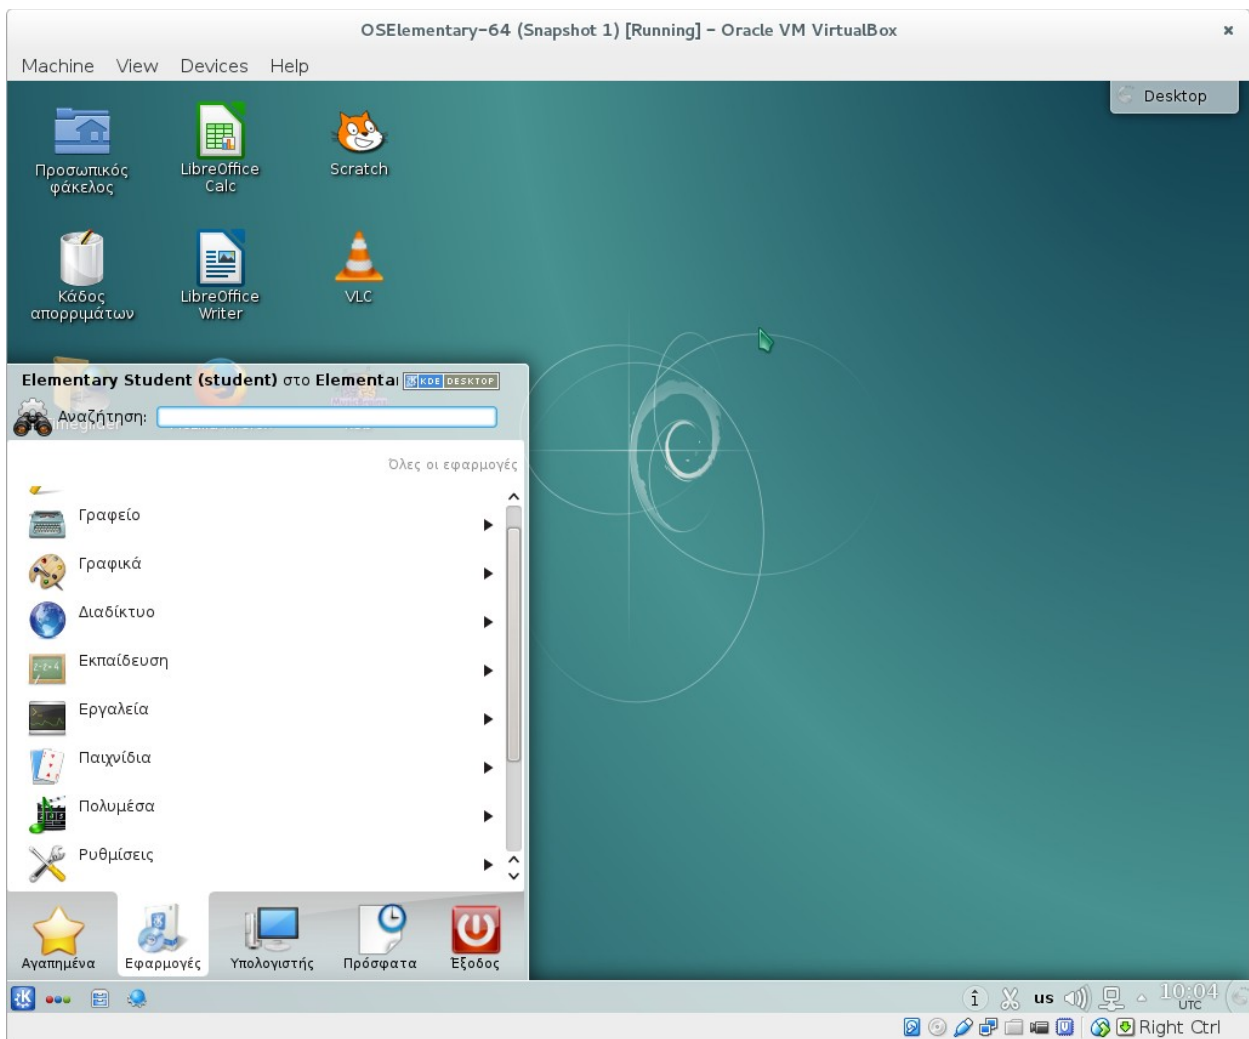 OSElementary-64 (Snapshot 1) [Running] - Oracle VM VirtualBox
Machine View Devices Help
Desktop
Προσωπικός
φάκελος
LibreOffice
Calc
Scratch
Κάδος
απορριμάτων
LibreOffice
Writer
VLC
Elementary Student (student) στο Elementa
KDE DESKTOP
Αναζήτηση:
Όλες οι εφαρμογές
Γραφείο
Γραφικά
Διαδίκτυο
Εκπαίδευση
Εργαλεία
Παιχνίδια
Πολυμέσα
Ρυθμίσεις
Αγαπημένα
Εφαρμογές
Υπολογιστής
Πρόσφατα
Έξοδος
us
10:04
UTC
Right Ctrl